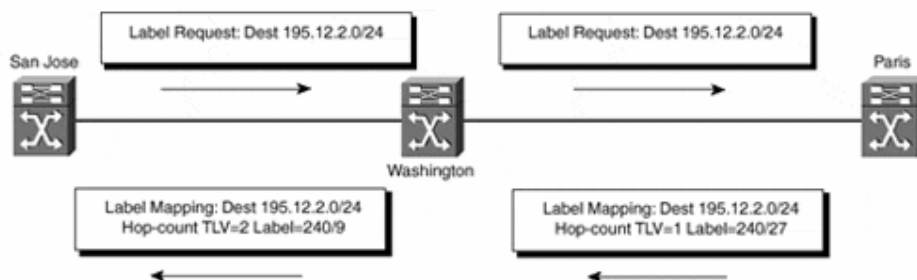 Label Request: Dest 195.12.2.0/24
Label Request: Dest 195.12.2.0/24
San Jose
Paris
Washington
Label Mapping: Dest 195.12.2.0/24
Hop-count TLV=2 Label=240/9
Label Mapping: Dest 195.12.2.0/24
Hop-count TLV=1 Label=240/27